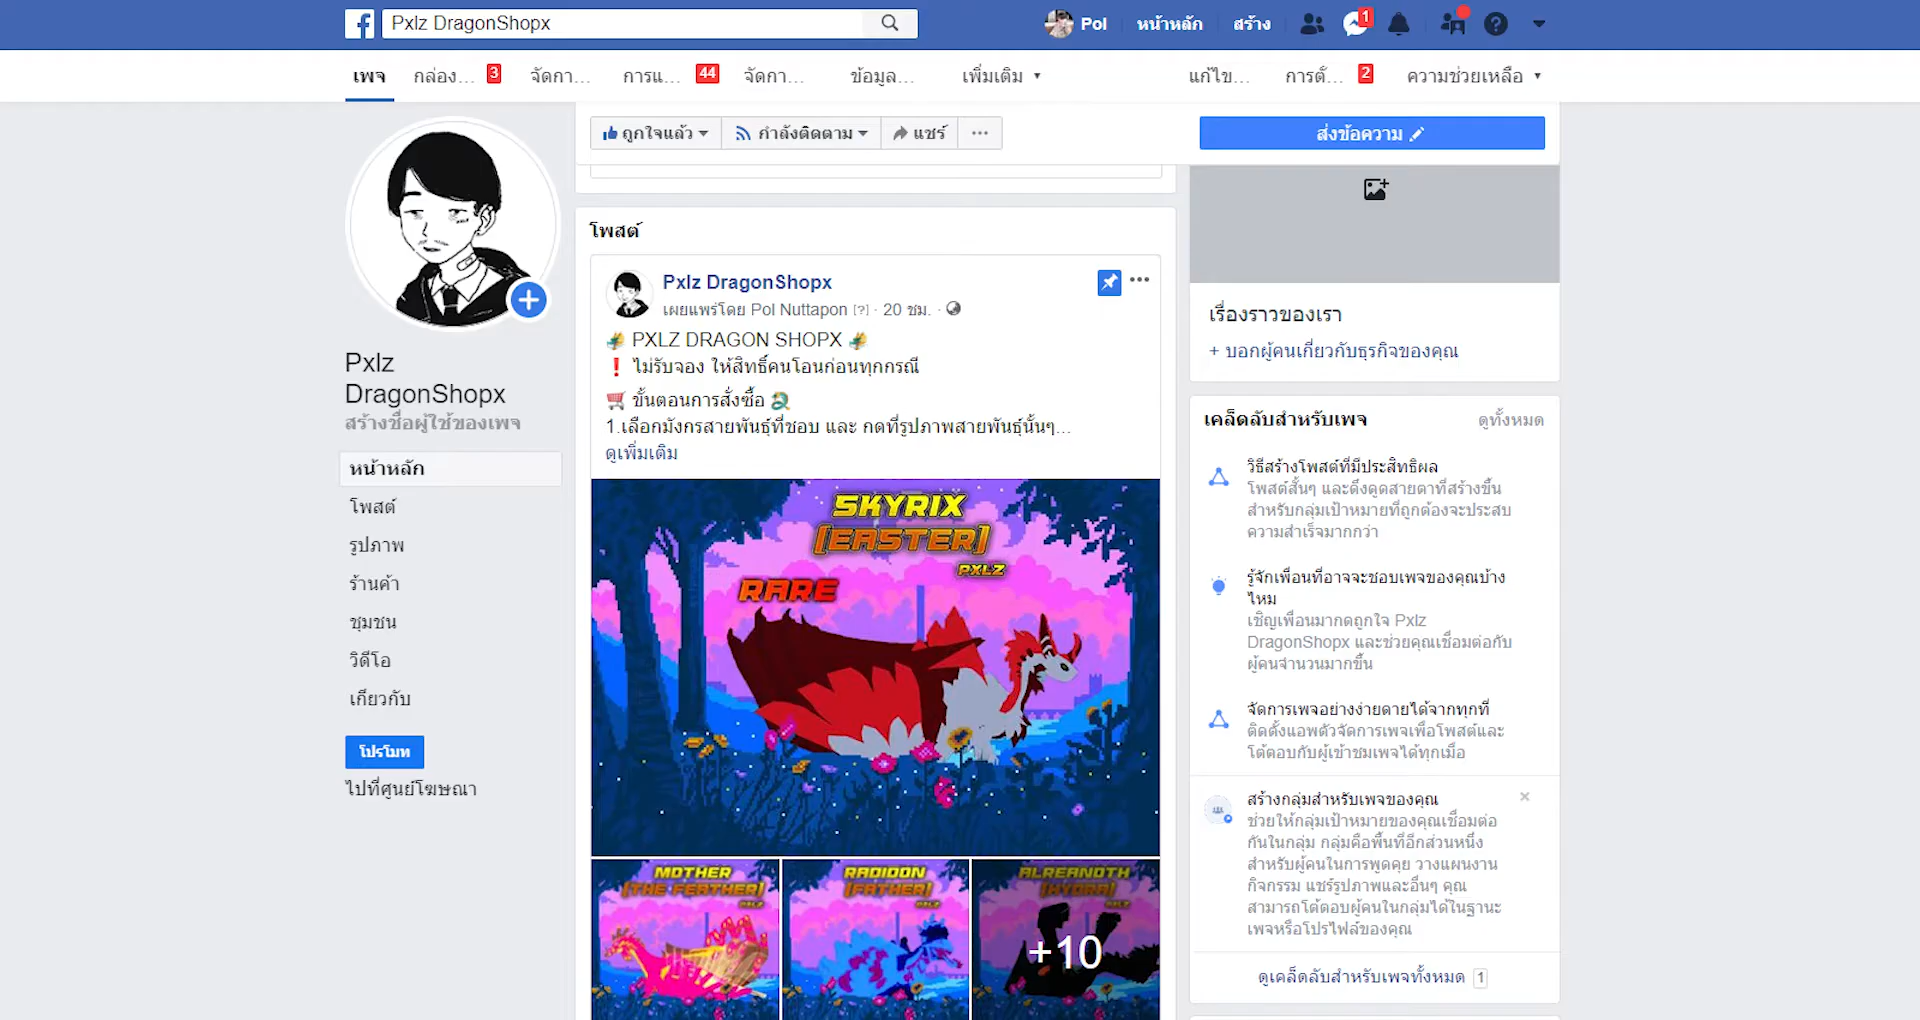 Pxlz DragonShopx
Pol
หน้าหลัก
สร้าง
1
เพจ
กล่อง...
3
จัดกา...
การแ...
44
จัดกา...
ข้อมูล...
เพิ่มเติม
แก้ไข...
การตั้...
2
ความช่วยเหลือ
ถูกใจแล้ว
กำลังติดตาม
แชร์
ส่งข้อความ
Pxlz
DragonShopx
สร้างชื่อผู้ใช้ของเพจ
หน้าหลัก
โพสต์
รูปภาพ
ร้านค้า
ชุมชน
วิดีโอ
เกี่ยวกับ
โปรโมท
ไปที่ศูนย์โฆษณา
โพสต์
Pxlz DragonShopx
เผยแพร่โดย Pol Nuttapon [?] · 20 ชม. ·
PXLZ DRAGON SHOPX
❗ ไม่รับจอง ให้สิทธิ์คนโอนก่อนทุกกรณี
🛒 ขั้นตอนการสั่งซื้อ
1.เลือกมังกรสายพันธุ์ที่ชอบ และ กดที่รูปภาพสายพันธุ์นั้นๆ...
ดูเพิ่มเติม
SKYRIX
[EASTER]
PXLZ
RARE
MOTHER
[THE FEATHER]
PXLZ
RADIOON
[FATHER]
PXLZ
ALREANOTH
[HYDRA]
PXLZ
+10
เรื่องราวของเรา
+ บอกผู้คนเกี่ยวกับธุรกิจของคุณ
เคล็ดลับสำหรับเพจ
ดูทั้งหมด
วิธีสร้างโพสต์ที่มีประสิทธิผล
โพสต์สั้นๆ และดึงดูดสายตาที่สร้างขึ้น
สำหรับกลุ่มเป้าหมายที่ถูกต้องจะประสบ
ความสำเร็จมากกว่า
รู้จักเพื่อนที่อาจจะชอบเพจของคุณบ้าง
ไหม
เชิญเพื่อนมากดถูกใจ Pxlz
DragonShopx และช่วยคุณเชื่อมต่อกับ
ผู้คนจำนวนมากขึ้น
จัดการเพจอย่างง่ายดายได้จากทุกที่
ติดตั้งแอพตัวจัดการเพจเพื่อโพสต์และ
โต้ตอบกับผู้เข้าชมเพจได้ทุกเมื่อ
สร้างกลุ่มสำหรับเพจของคุณ
ช่วยให้กลุ่มเป้าหมายของคุณเชื่อมต่อ
กันในกลุ่ม กลุ่มคือพื้นที่อีกส่วนหนึ่ง
สำหรับผู้คนในการพูดคุย วางแผนงาน
กิจกรรม แชร์รูปภาพและอื่นๆ คุณ
สามารถโต้ตอบผู้คนในกลุ่มได้ในฐานะ
เพจหรือโปรไฟล์ของคุณ
ดูเคล็ดลับสำหรับเพจทั้งหมด 1